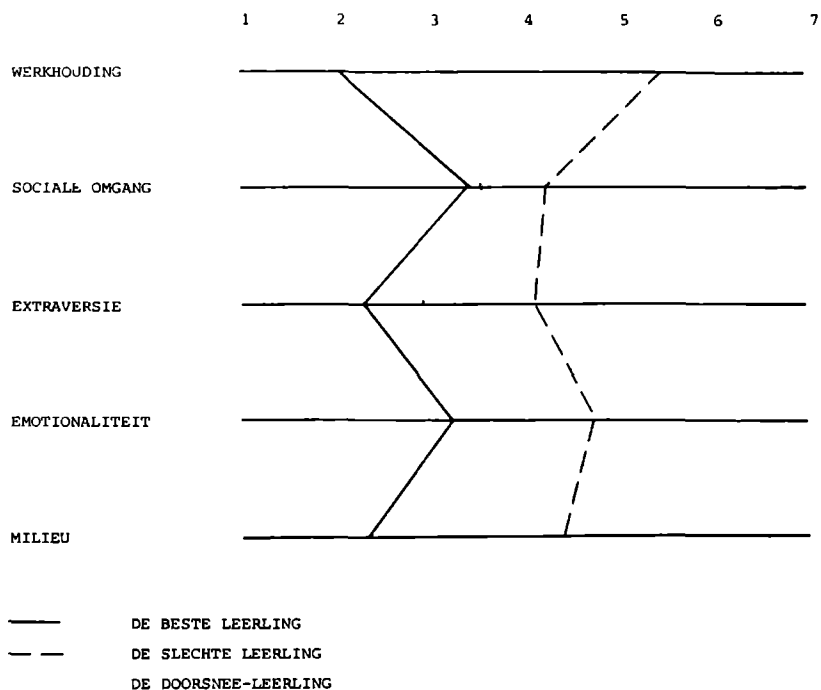 1 2 3 4 5 6 7
WERKHOUDING
SOCIALE OMGANG
EXTRAVERSIE
EMOTIONALITEIT
MILIEU
DE BESTE LEERLING
DE SLECHTE LEERLING
DE DOORSNEE-LEERLING